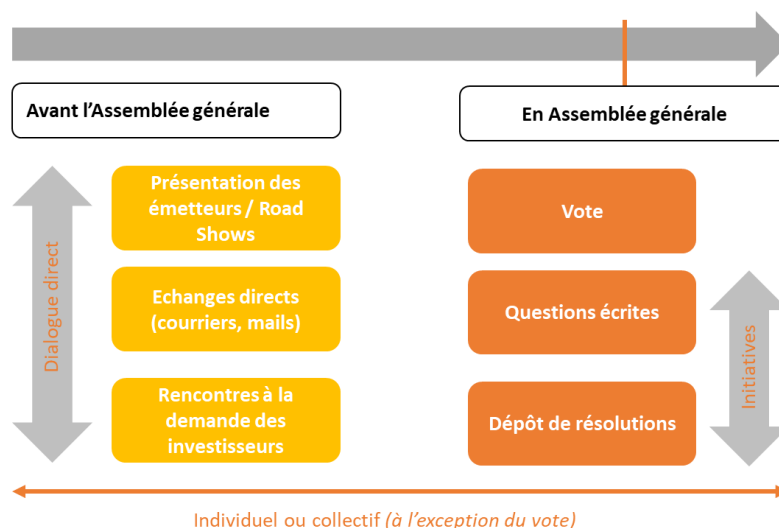 Avant l'Assemblée générale
En Assemblée générale
Dialogue direct
Présentation des
émetteurs / Road
Shows
Echanges directs
(courriers, mails)
Rencontres à la
demande des
investisseurs
Vote
Questions écrites
Dépôt de résolutions
Initiatives
Individuel ou collectif (à l'exception du vote)